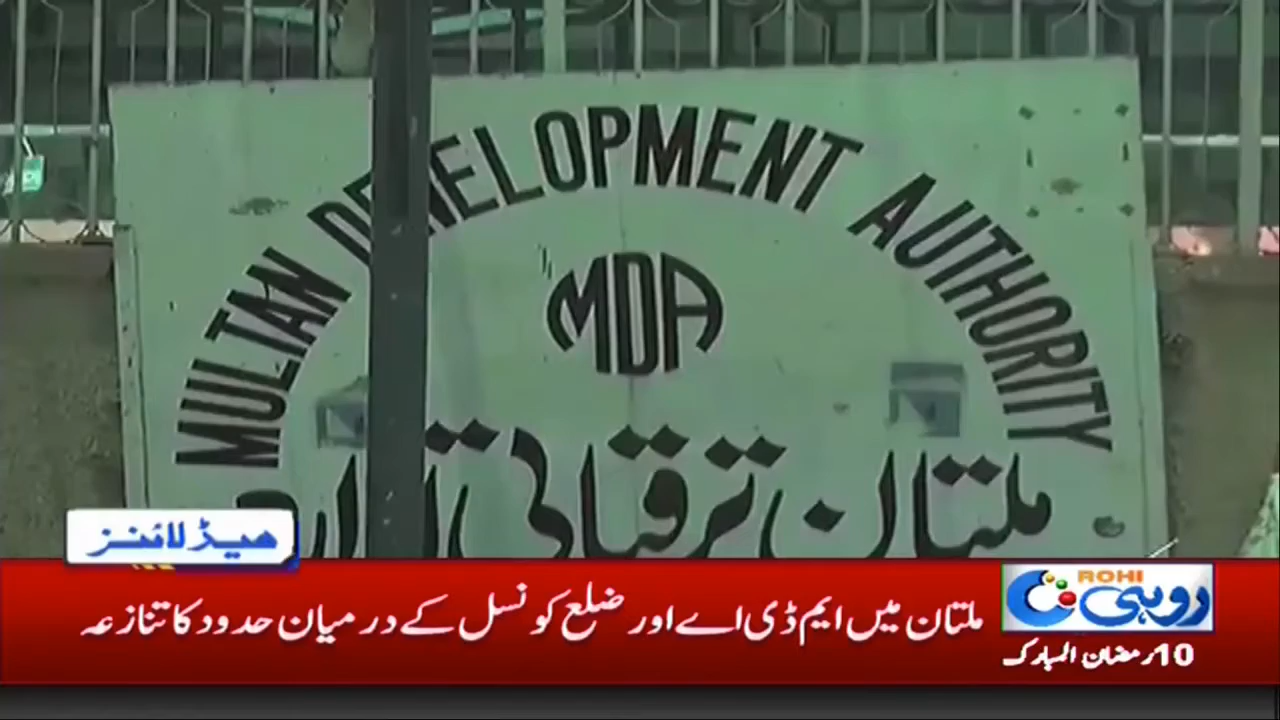 MULTAN DEVELOPMENT AUTHORITY
MDA
ملتان ترقیاتی
ہیڈ لائنز
ملتان میں ایم ڈی اے اور ضلع کونسل کے درمیان حدود کا تنازعہ
ROHI
روہی
10 رمضان المبارک